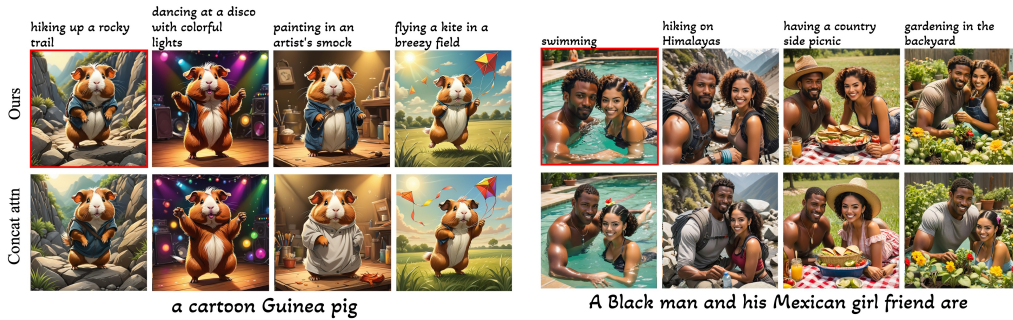 hiking up a rocky
trail
dancing at a disco
with colorful
lights
painting in an
artist's smock
flying a kite in a
breezy field
swimming
hiking on
Himalayas
having a country
side picnic
gardening in the
backyard
Ours
Concat attn
a cartoon Guinea pig
A Black man and his Mexican girl friend are